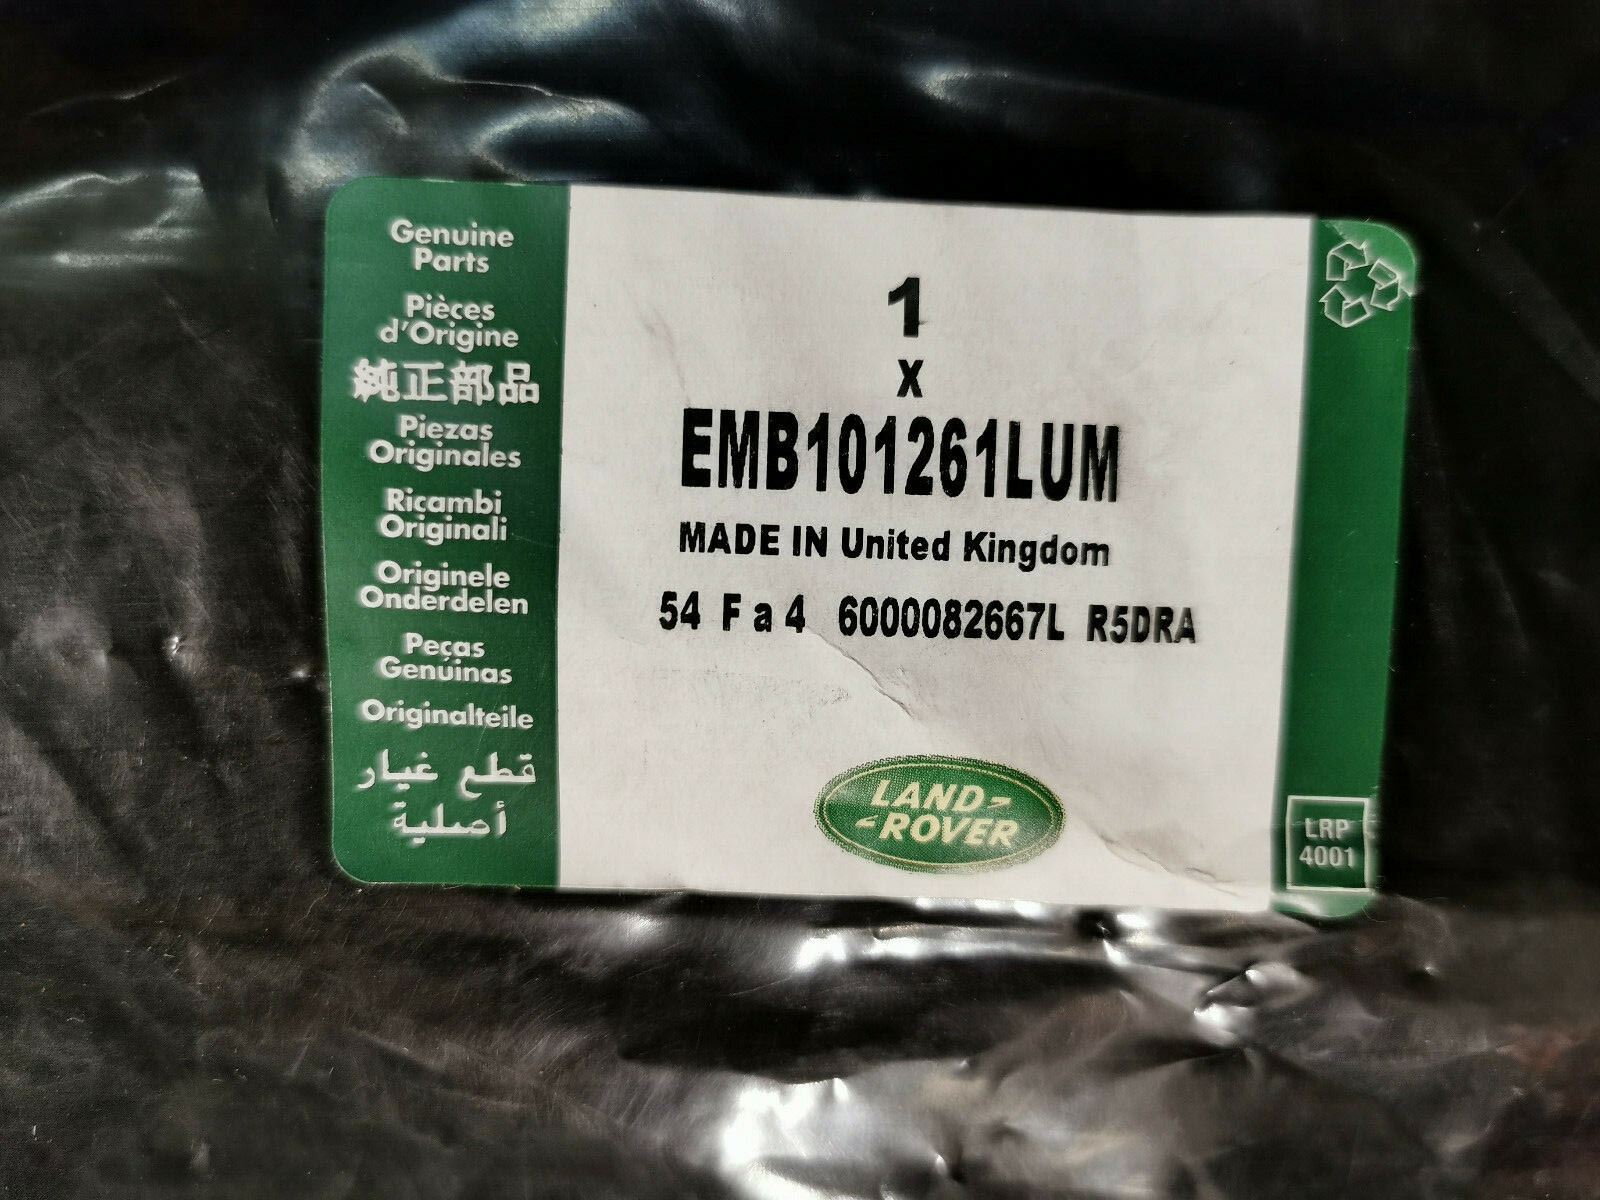 Genuine
Parts
Pièces
d'Origine
純正部品
Piezas
Originales
Ricambi
Originali
Originele
Onderdelen
Peças
Genúinas
Originalteile
قطع غيار
أصلية
1
X
EMB101261LUM
MADE IN United Kingdom
54 F a 4 6000082667L R5DRA
LAND
ROVER
LRP
4001